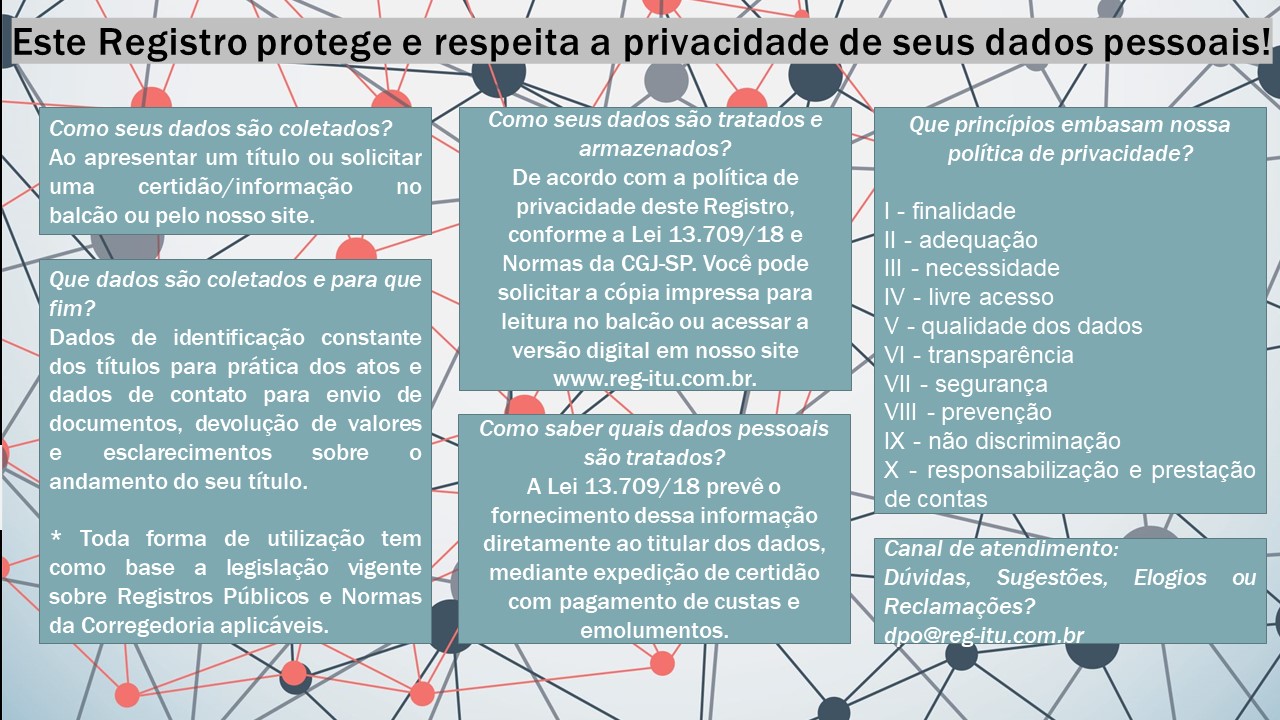 Este Registro protege e respeita a privacidade de seus dados pessoais!
Como seus dados são coletados?
Ao apresentar um título ou solicitar
uma certidão/informação no
balcão ou pelo nosso site.
Que dados são coletados e para que
fim?
Dados de identificação constante
dos títulos para prática dos atos e
dados de contato para envio de
documentos, devolução de valores
e esclarecimentos sobre o
andamento do seu título.
* Toda forma de utilização tem
como base a legislação vigente
sobre Registros Públicos e Normas
da Corregedoria aplicáveis.
Como seus dados são tratados e
armazenados?
De acordo com a política de
privacidade deste Registro,
conforme a Lei 13.709/18 e
Normas da CGJ-SP. Você pode
solicitar a cópia impressa para
leitura no balcão ou acessar a
versão digital em nosso site
www.reg-itu.com.br.
Como saber quais dados pessoais
são tratados?
A Lei 13.709/18 prevê o
fornecimento dessa informação
diretamente ao titular dos dados,
mediante expedição de certidão
com pagamento de custas e
emolumentos.
Que princípios embasam nossa
política de privacidade?
I - finalidade
II - adequação
III - necessidade
IV - livre acesso
V - qualidade dos dados
VI - transparência
VII - segurança
VIII - prevenção
IX - não discriminação
X - responsabilização e prestação
de contas
Canal de atendimento:
Dúvidas, Sugestões, Elogios ou
Reclamações?
dpo@reg-itu.com.br